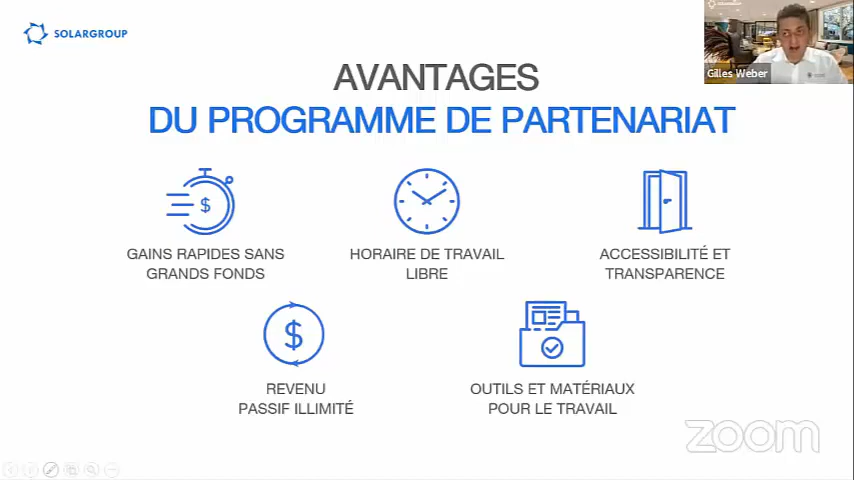 SOLARGROUP
SOLARGROUP
Gilles Weber
AVANTAGES
DU PROGRAMME DE PARTENARIAT
GAINS RAPIDES SANS
GRANDS FONDS
HORAIRE DE TRAVAIL
LIBRE
ACCESSIBILITÉ ET
TRANSPARENCE
$
$
REVENU
PASSIF ILLIMITÉ
OUTILS ET MATÉRIAUX
POUR LE TRAVAIL
zoom